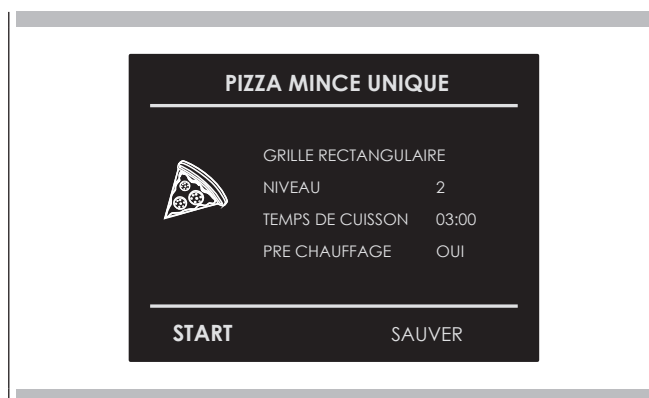 PIZZA MINCE UNIQUE
GRILLE RECTANGULAIRE
NIVEAU 2
TEMPS DE CUISSON 03:00
PRE CHAUFFAGE OUI
START SAUVER